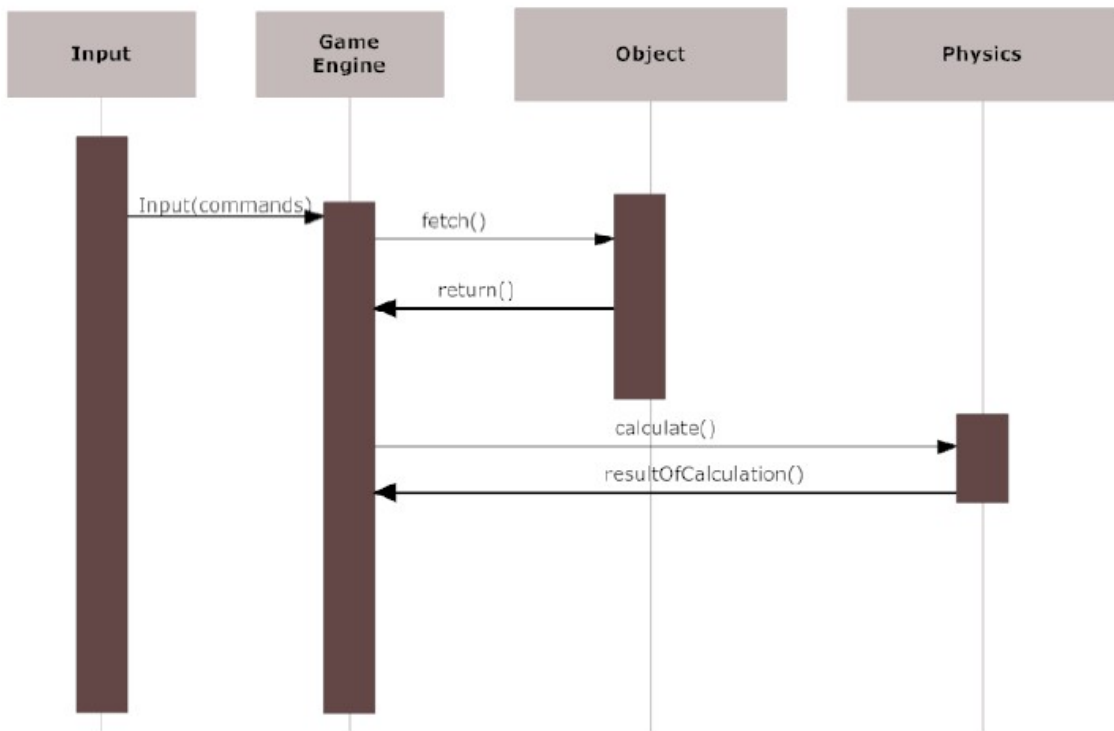 Input
Game
Engine
Object
Physics
Input(commands)
fetch()
return()
calculate()
resultOfCalculation()